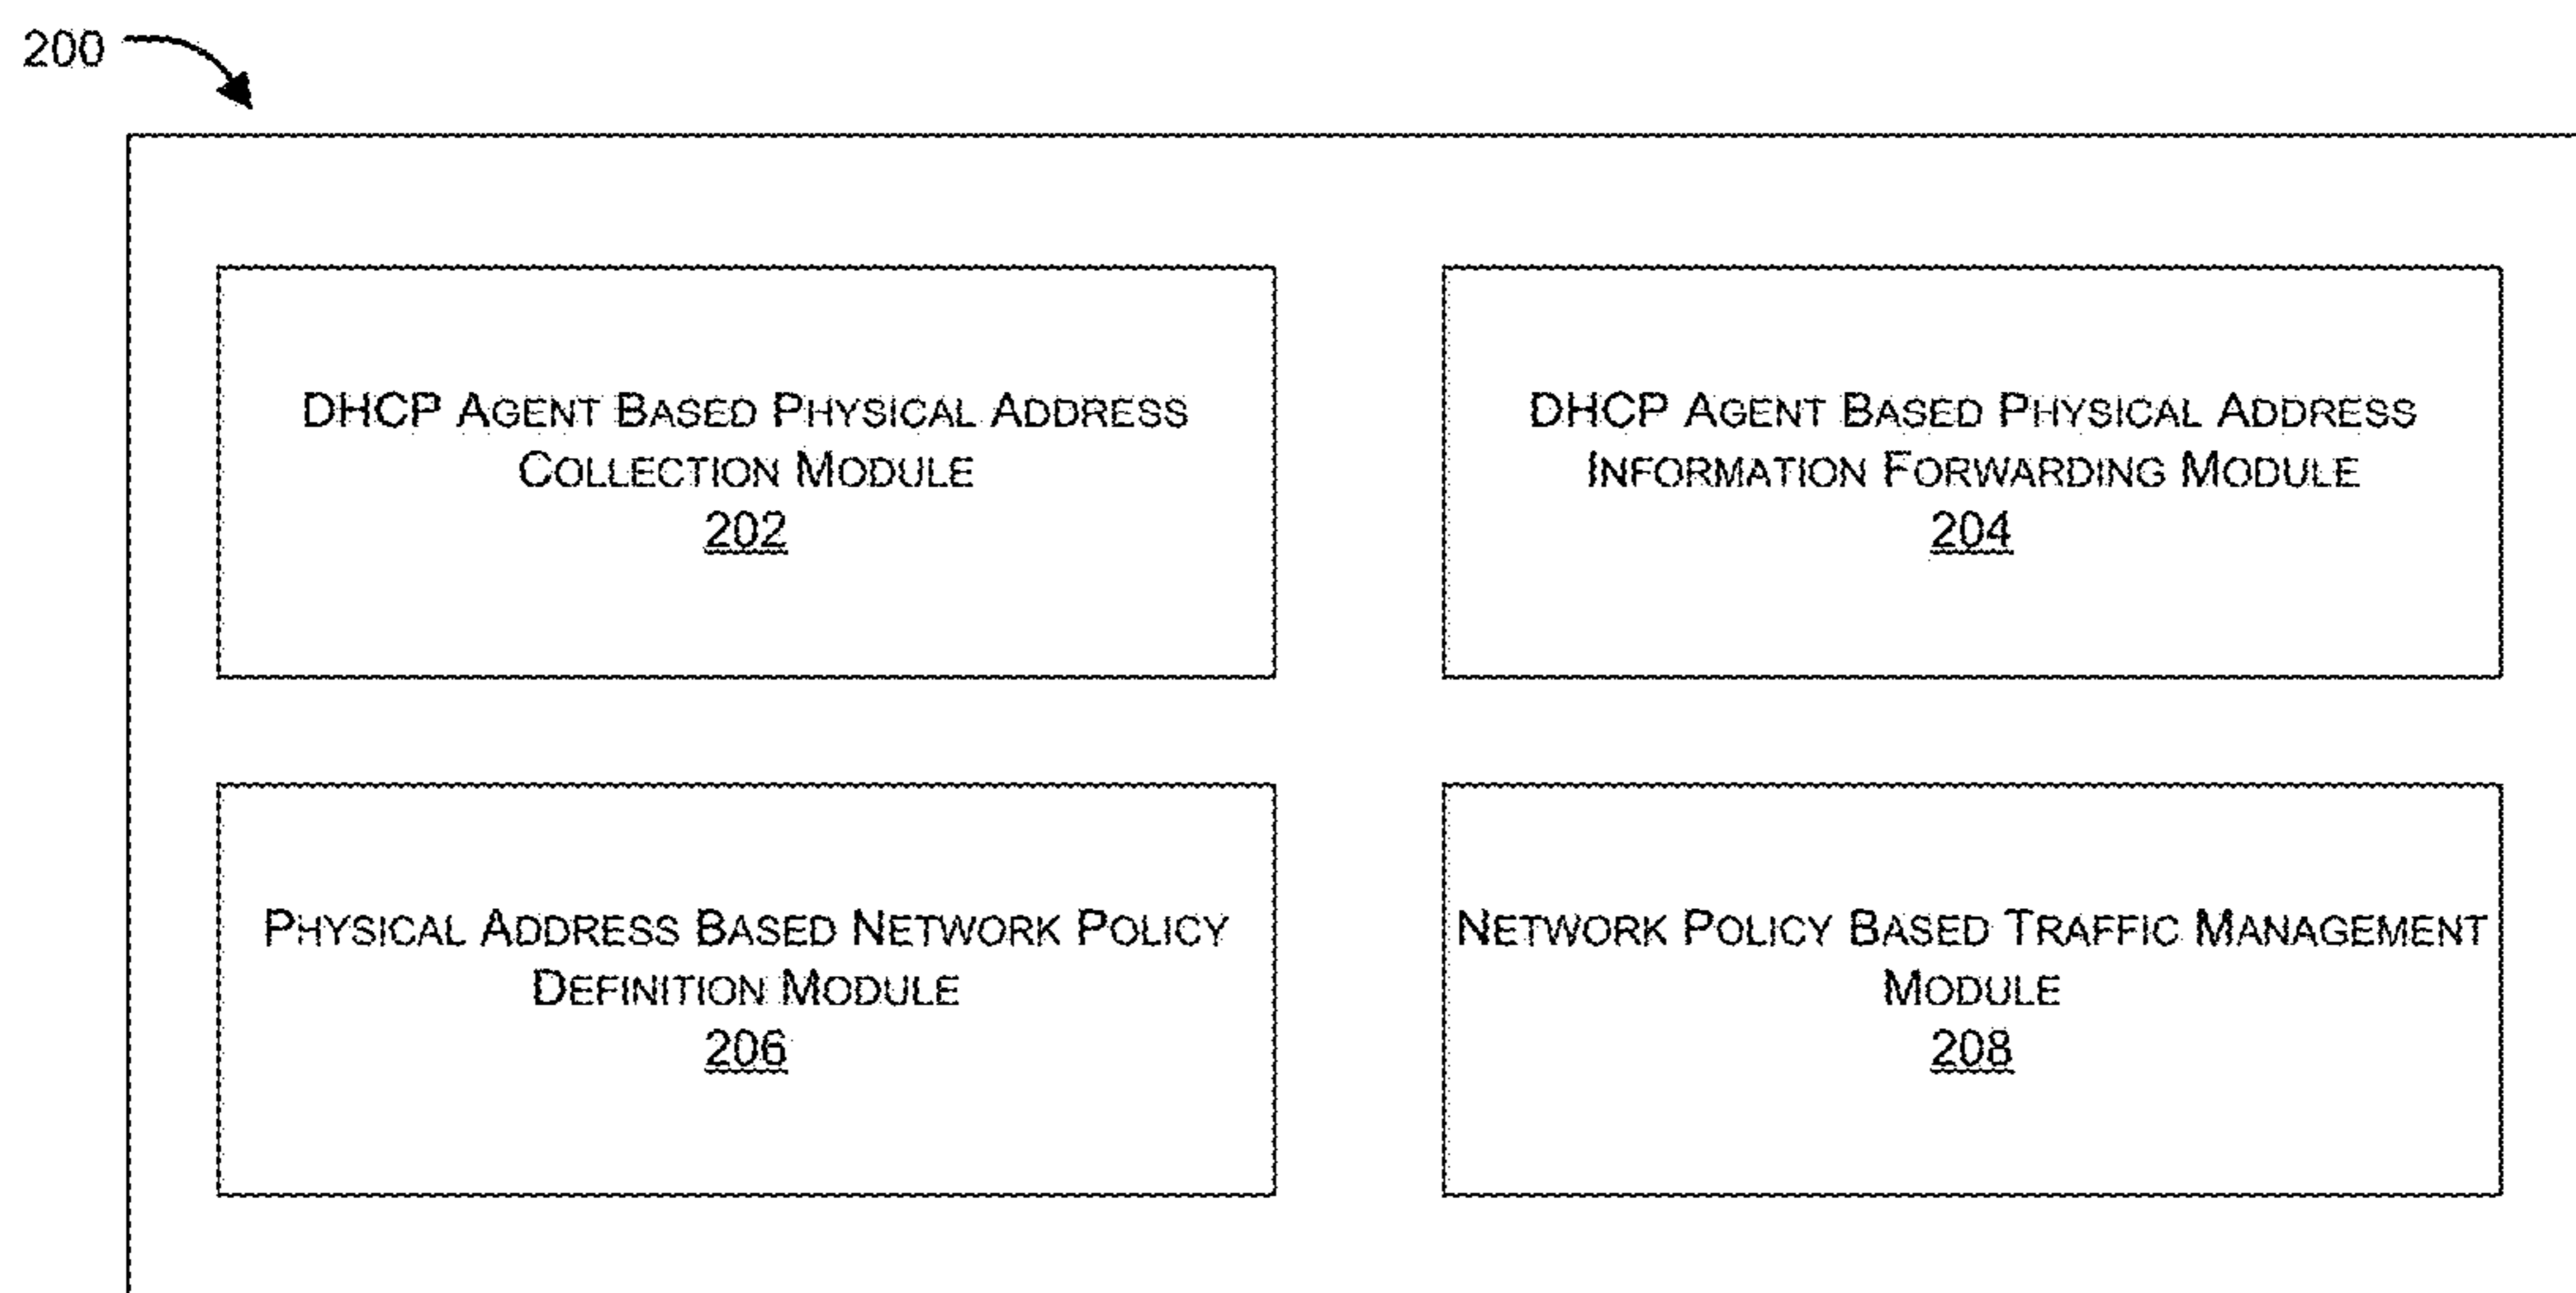 200
DHCP AGENT BASED PHYSICAL ADDRESS
COLLECTION MODULE
202
DHCP AGENT BASED PHYSICAL ADDRESS
INFORMATION FORWARDING MODULE
204
PHYSICAL ADDRESS BASED NETWORK POLICY
DEFINITION MODULE
206
NETWORK POLICY BASED TRAFFIC MANAGEMENT
MODULE
208